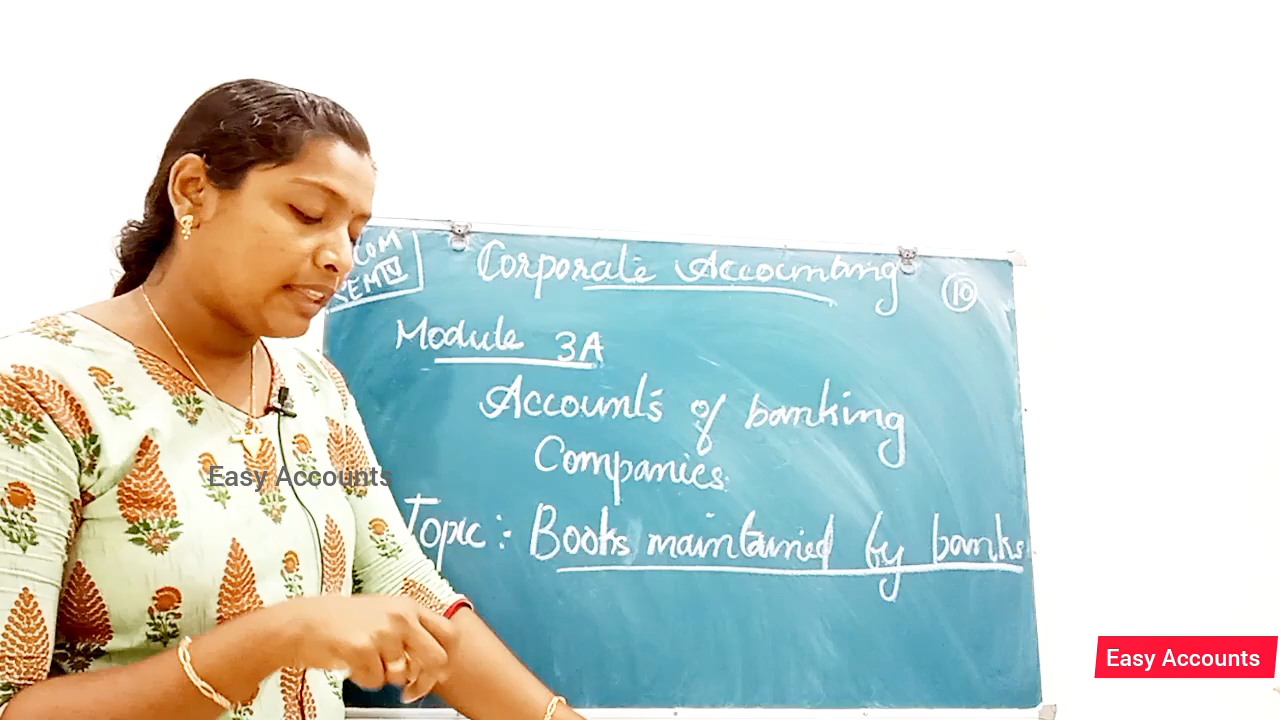 COM
SEM IV
Corporate Accounting
10
Module 3A
Accounts of banking
Companies
Topic: Books maintained by banks
Easy Accounts
Easy Accounts